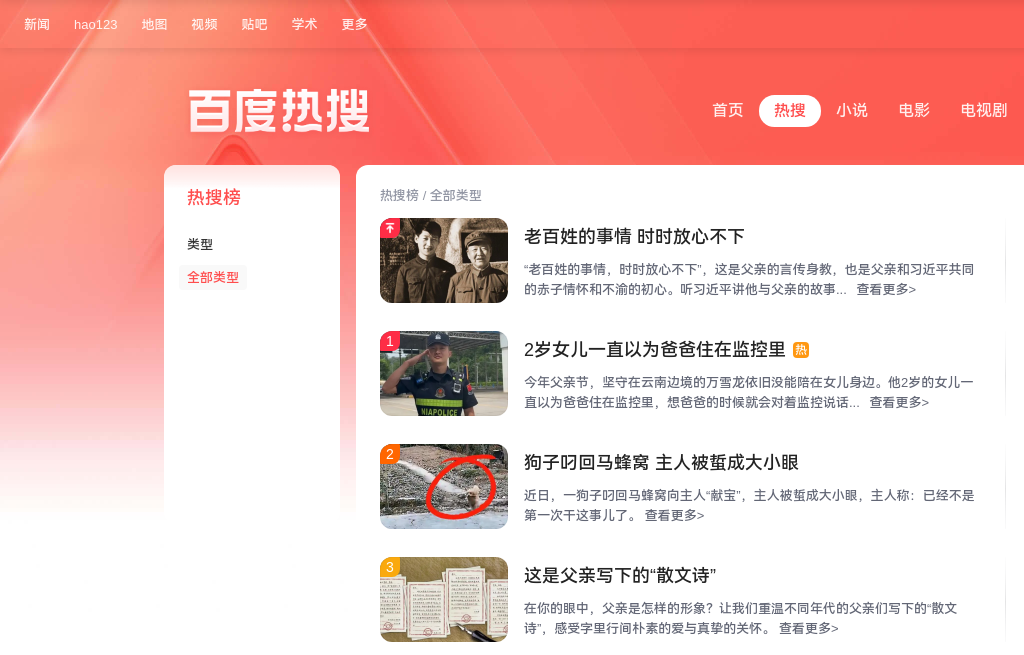 新闻 hao123 地图 视频 贴吧 学术 更多
百度热搜
首页 热搜 小说 电影 电视剧
热搜榜
类型
全部类型
热搜榜 / 全部类型
老百姓的事情 时时放心不下
“老百姓的事情，时时放心不下”，这是父亲的言传身教，也是父亲和习近平共同
的赤子情怀和不渝的初心。听习近平讲他与父亲的故事... 查看更多>
1
NIAPOLICE
2岁女儿一直以为爸爸住在监控里 热
今年父亲节，坚守在云南边境的万雪龙依旧没能陪在女儿身边。他2岁的女儿一
直以为爸爸住在监控里，想爸爸的时候就会对着监控说话... 查看更多>
2
狗子叼回马蜂窝 主人被蜇成大小眼
近日，一狗子叼回马蜂窝向主人“献宝”，主人被蜇成大小眼，主人称：已经不是
第一次干这事儿了。 查看更多>
3
这是父亲写下的“散文诗”
在你的眼中，父亲是怎样的形象？让我们重温不同年代的父亲们写下的“散文
诗”，感受字里行间朴素的爱与真挚的关怀。 查看更多>